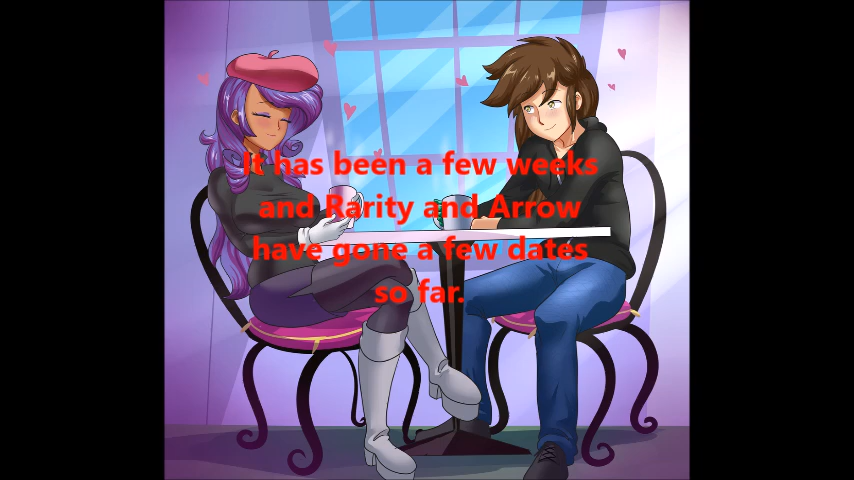 It has been a few weeks
and Rarity and Arrow
have gone a few dates
so far.